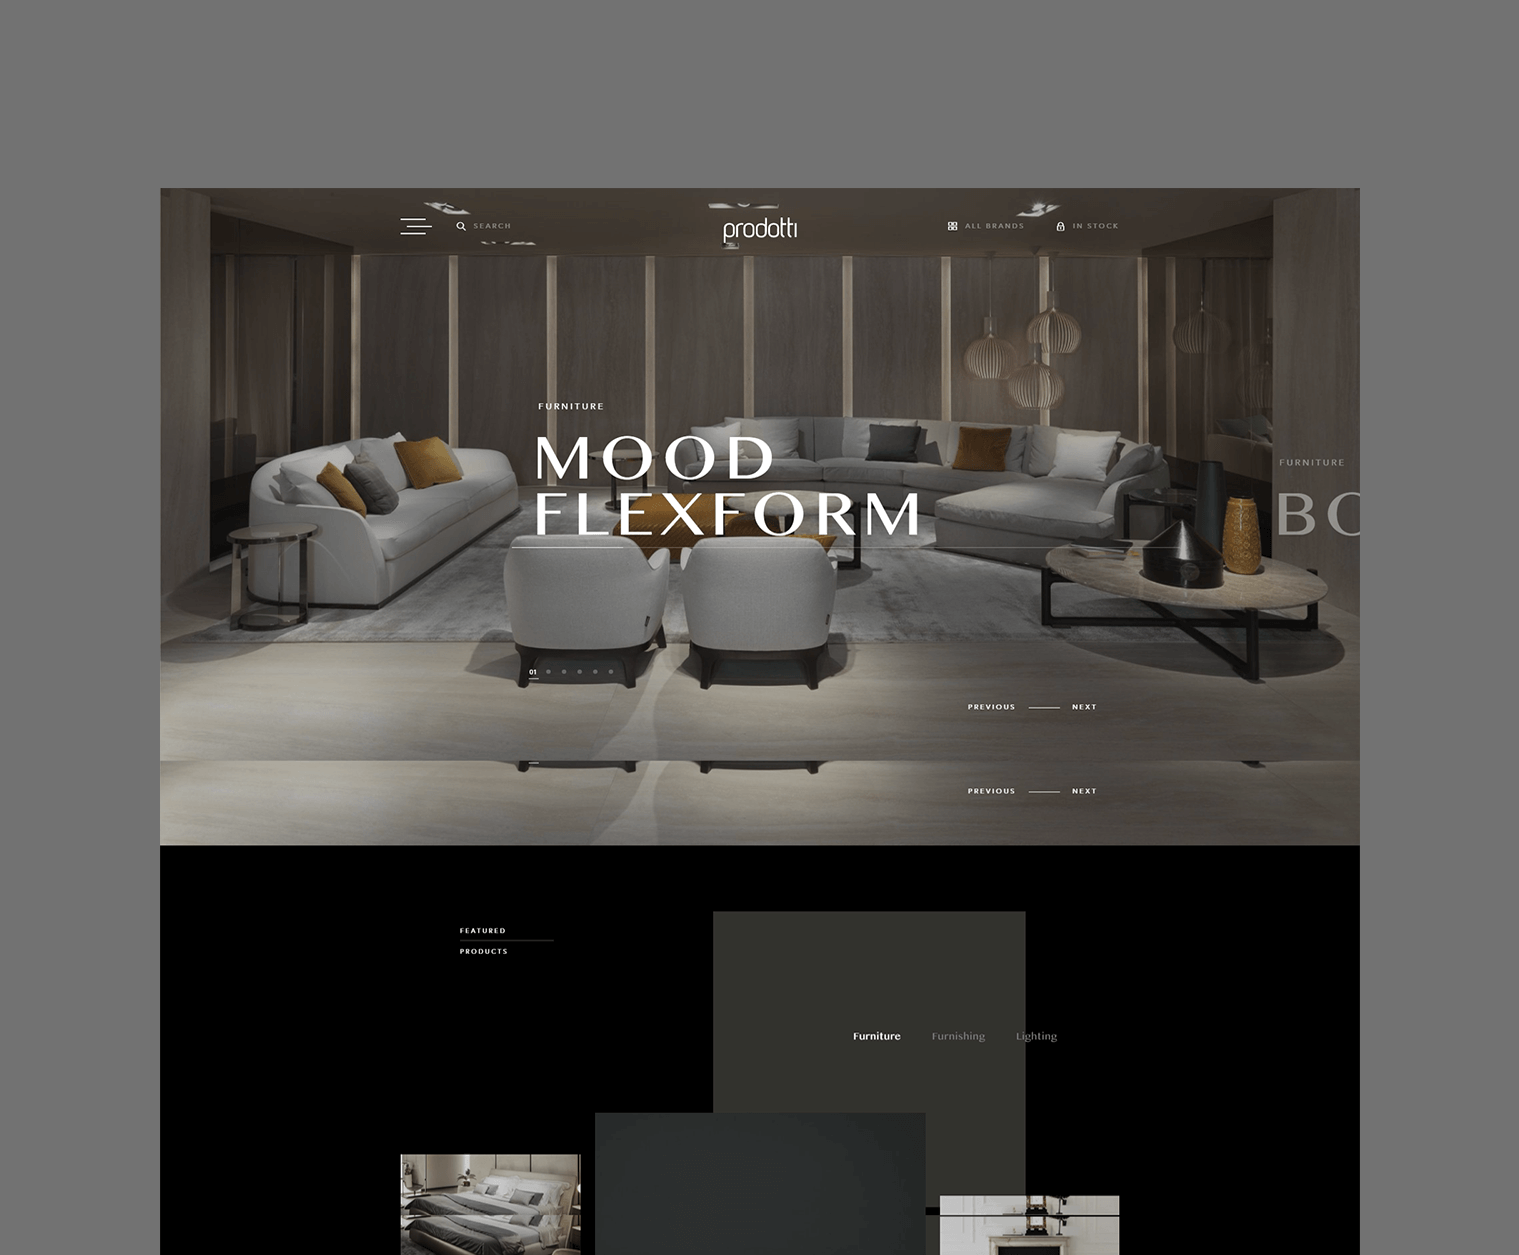 SEARCH
prodotti
ALL BRANDS
IN STOCK
FURNITURE
MOOD
FLEXFORM
FURNITURE
BO
01
PREVIOUS
NEXT
PREVIOUS
NEXT
FEATURED
PRODUCTS
Furniture
Furnishing
Lighting